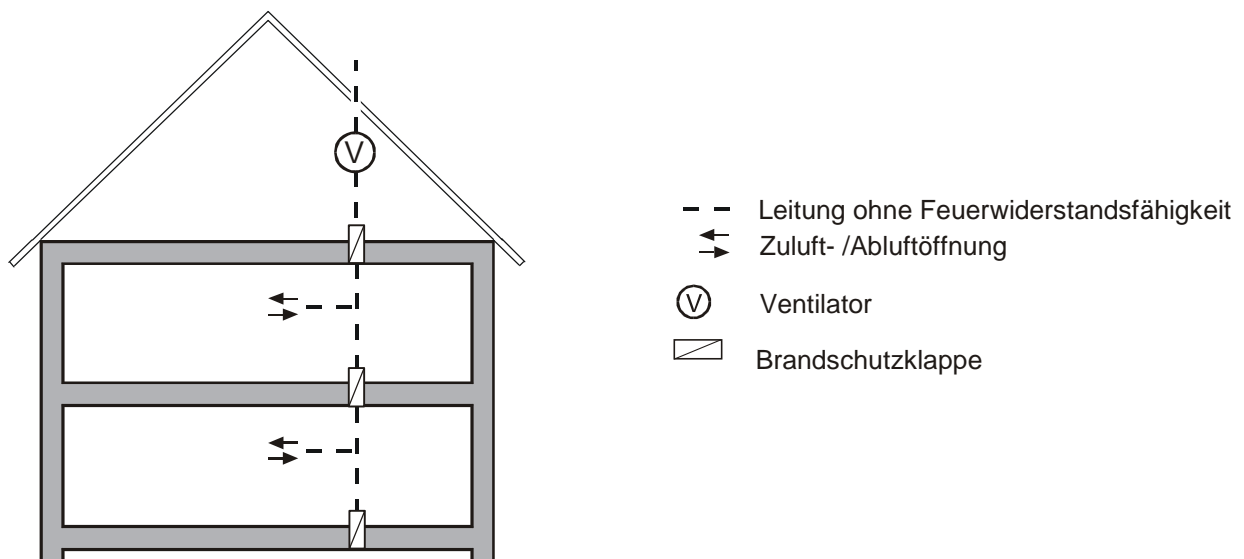 V
Leitung ohne Feuerwiderstandsfähigkeit
Zuluft- /Abluftöffnung
V Ventilator
Brandschutzklappe